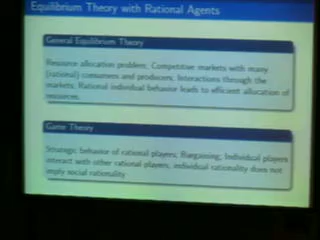 Equilibrium Theory with Rational Agents
General Equilibrium Theory
Resource allocation problem; Competitive markets with many
(rational) consumers and producers; Interactions through the
markets; Rational individual behavior leads to efficient allocation of
resources.
Game Theory
Strategic behavior of rational players; Bargaining; Individual players
interact with other rational players; individual rationality does not
imply social rationality